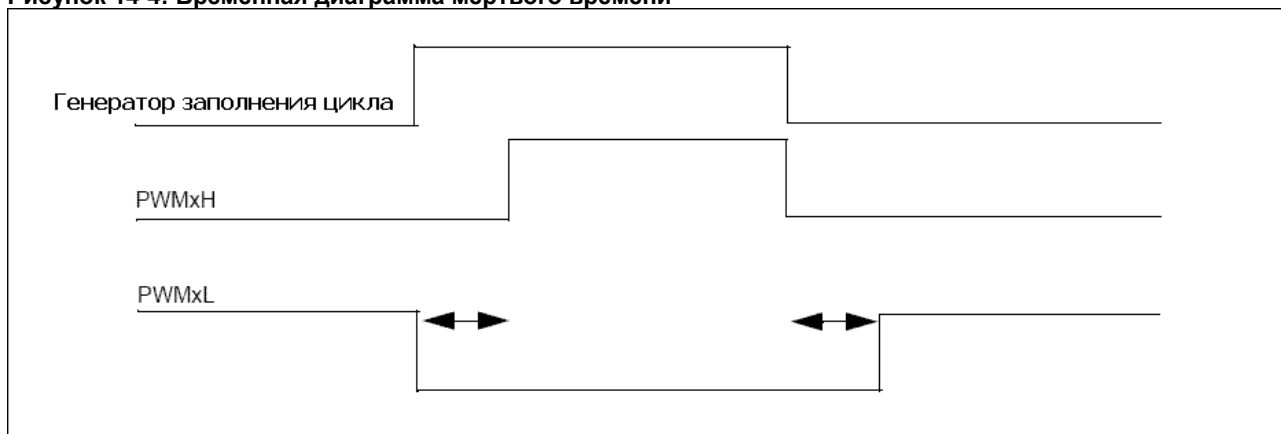 Рисунок 14-4: Временная диаграмма мертвого времени
Генератор заполнения цикла
PWMxH
PWMxL